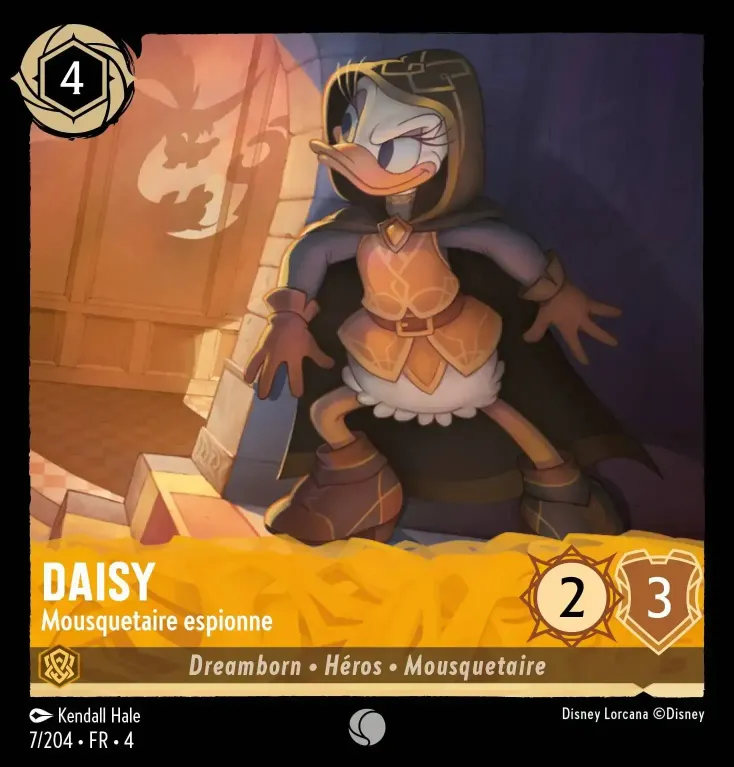 4
DAISY
Mousquetaire espionne
2
3
Dreamborn • Héros • Mousquetaire
Kendall Hale
Disney Lorcana ©Disney
7/204 • FR • 4